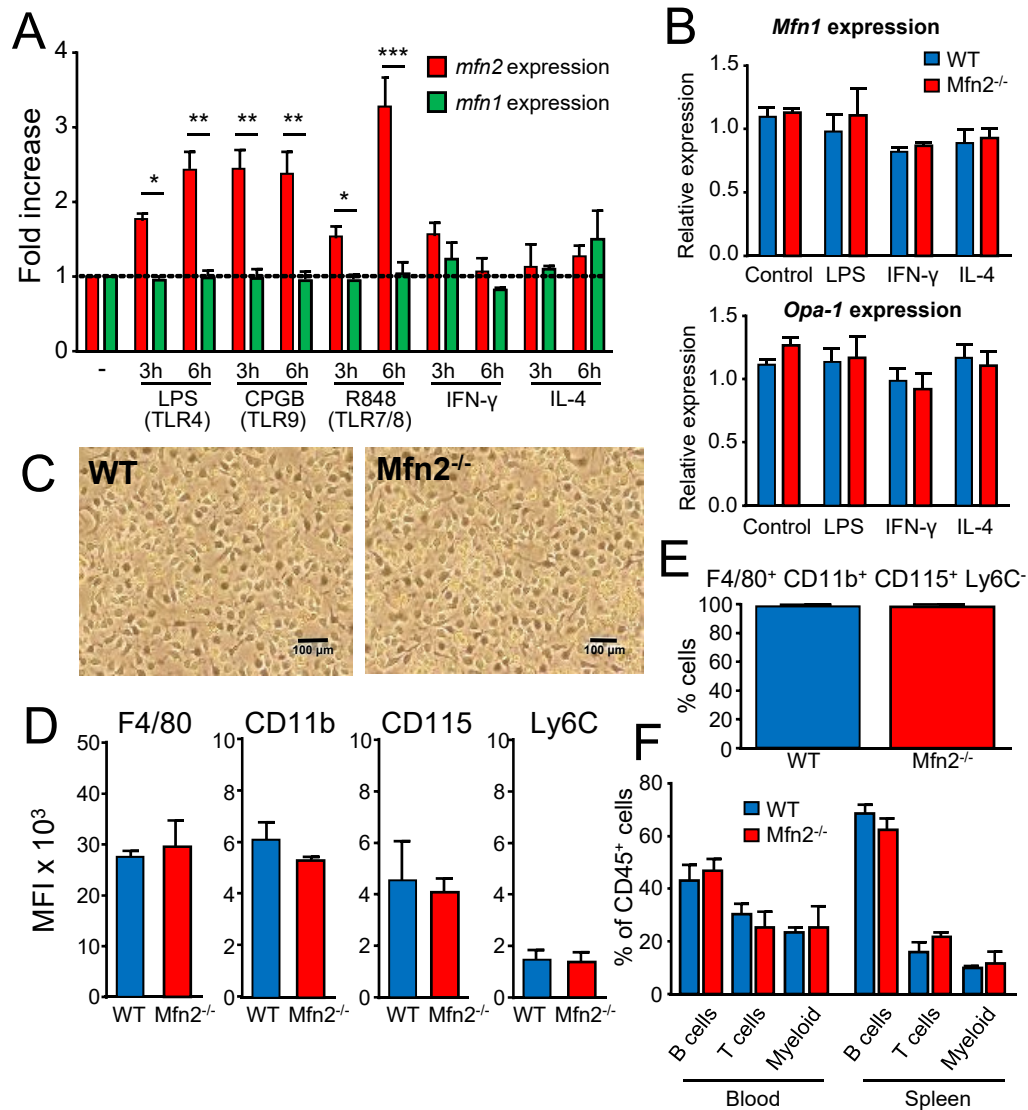 A
4
3
2
1
0
Fold increase
mfn2 expression
mfn1 expression
*
**
**
**
*
***
-
3h 6h 3h 6h 3h 6h 3h 6h 3h 6h
LPS CPGB R848 IFN-γ IL-4
(TLR4) (TLR9) (TLR7/8)
B
Mfn1 expression
WT
Mfn2-/-
1.5
1.0
0.5
0.0
Relative expression
Control LPS IFN-γ IL-4
Opa-1 expression
1.5
1.0
0.5
0.0
Relative expression
Control LPS IFN-γ IL-4
C
WT
100 µm
Mfn2-/-
100 µm
D
MFI x 10³
F4/80
50
40
30
20
10
0
WT Mfn2-/-
CD11b
10
8
6
4
2
0
WT Mfn2-/-
CD115
10
8
6
4
2
0
WT Mfn2-/-
Ly6C
10
8
6
4
2
0
WT Mfn2-/-
E
F4/80⁺ CD11b⁺ CD115⁺ Ly6C⁻
100
80
60
40
20
0
% cells
WT Mfn2-/-
F
80
60
40
20
0
% of CD45⁺ cells
WT
Mfn2-/-
B cells
T cells
Myeloid
B cells
T cells
Myeloid
Blood Spleen